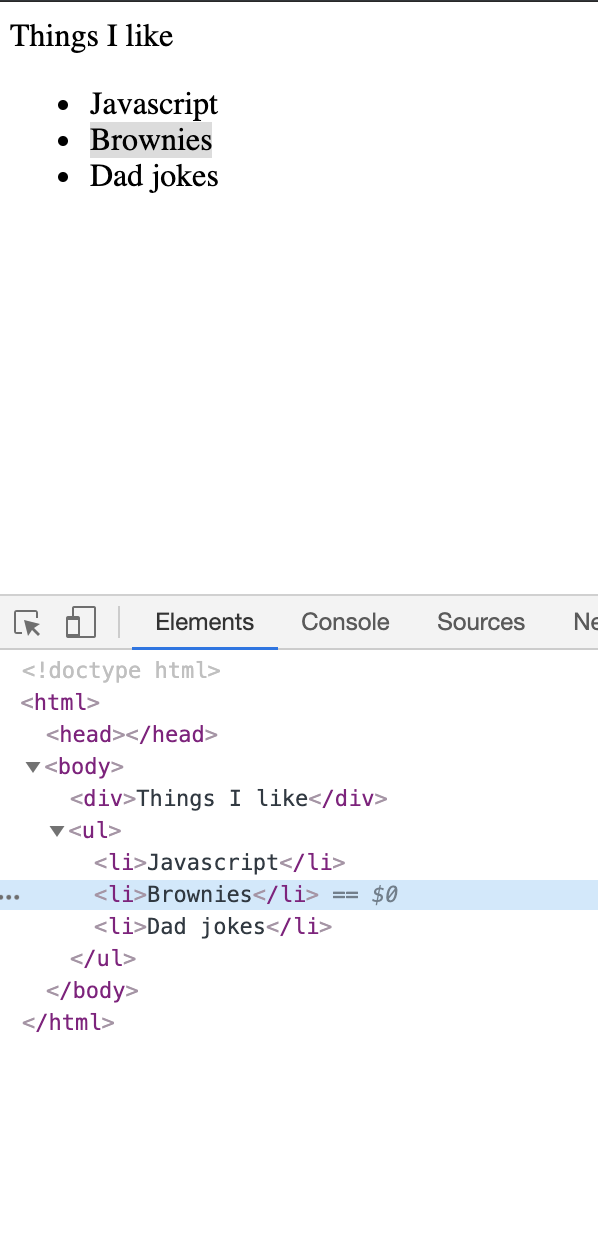 Things I like
Javascript
Brownies
Dad jokes
Elements Console Sources
<!doctype html>
<html>
<head></head>
<body>
<div>Things I like</div>
<ul>
<li>Javascript</li>
<li>Brownies</li> == $0
<li>Dad jokes</li>
</ul>
</body>
</html>